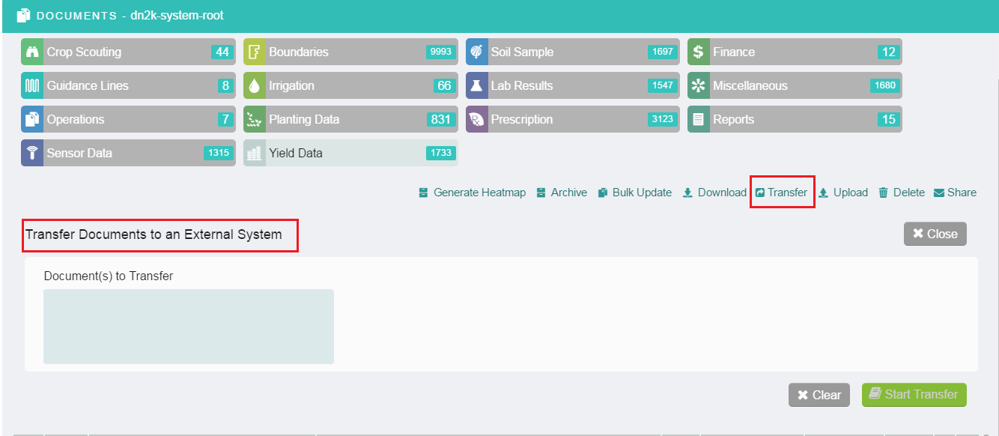 DOCUMENTS - dn2k-system-root
Crop Scouting 44 Boundaries 9993 Soil Sample 1697 Finance 12
Guidance Lines 8 Irrigation 66 Lab Results 1547 Miscellaneous 1680
Operations 7 Planting Data 831 Prescription 3123 Reports 15
Sensor Data 1315 Yield Data 1733
Generate Heatmap Archive Bulk Update Download Transfer Upload Delete Share
Transfer Documents to an External System Close
Document(s) to Transfer
Clear Start Transfer